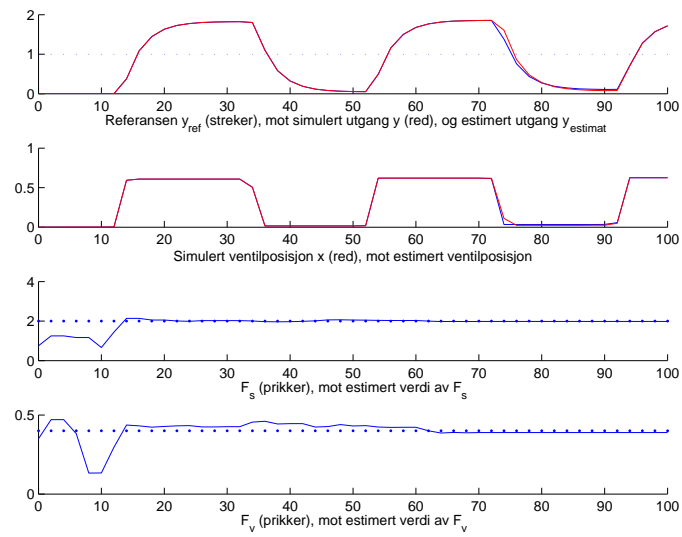 2
1
0
0 10 20 30 40 50 60 70 80 90 100
Referansen y_ref (streker), mot simulert utgang y (red), og estimert utgang y_estimat
1
0.5
0
0 10 20 30 40 50 60 70 80 90 100
Simulert ventilposisjon x (red), mot estimert ventilposisjon
4
2
0
0 10 20 30 40 50 60 70 80 90 100
F_s (prikker), mot estimert verdi av F_s
0.5
0
0 10 20 30 40 50 60 70 80 90 100
F_v (prikker), mot estimert verdi av F_v